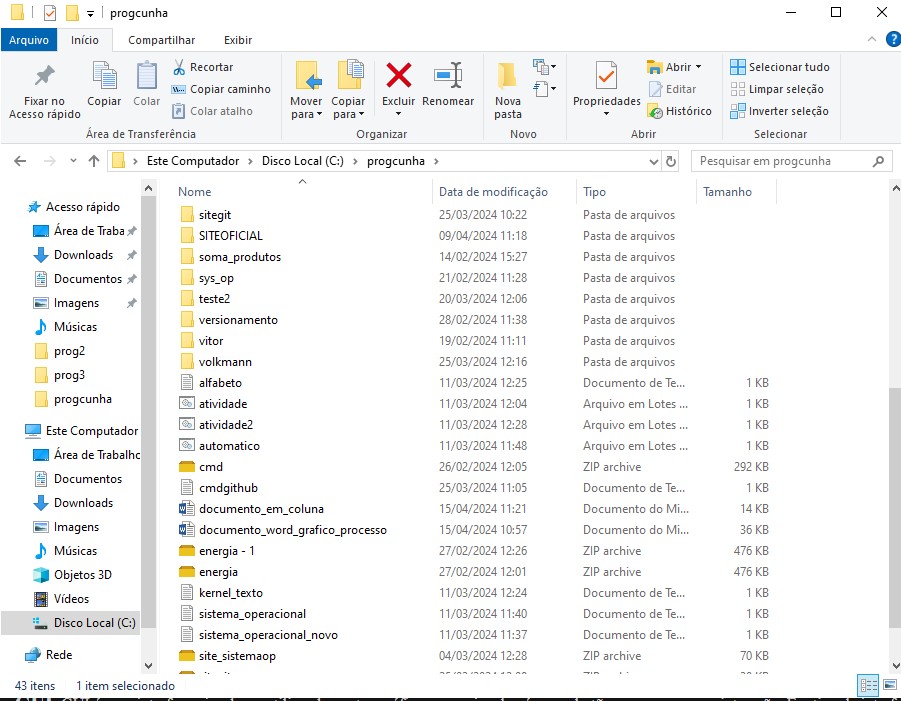 progcunha
Arquivo Início Compartilhar Exibir
Fixar no Acesso rápido
Copiar
Colar
Recortar
Copiar caminho
Colar atalho
Mover para
Copiar para
Excluir
Renomear
Nova pasta
Propriedades
Abrir
Editar
Histórico
Selecionar tudo
Limpar seleção
Inverter seleção
Área de Transferência Organizar Novo Abrir Selecionar
Este Computador Disco Local (C:) progcunha
Pesquisar em progcunha
Acesso rápido
Área de Traba
Downloads
Documentos
Imagens
Músicas
prog2
prog3
progcunha
Este Computador
Área de Trabalho
Documentos
Downloads
Imagens
Músicas
Objetos 3D
Vídeos
Disco Local (C:)
Rede
Nome Data de modificação Tipo Tamanho
sitegit 25/03/2024 10:22 Pasta de arquivos
SITEOFICIAL 09/04/2024 11:18 Pasta de arquivos
soma_produtos 14/02/2024 15:27 Pasta de arquivos
sys_op 21/02/2024 11:28 Pasta de arquivos
teste2 20/03/2024 12:06 Pasta de arquivos
versionamento 28/02/2024 11:38 Pasta de arquivos
vitor 19/02/2024 11:11 Pasta de arquivos
volkmann 25/03/2024 12:16 Pasta de arquivos
alfabeto 11/03/2024 12:25 Documento de Te... 1 KB
atividade 11/03/2024 12:04 Arquivo em Lotes ... 1 KB
atividade2 11/03/2024 12:28 Arquivo em Lotes ... 1 KB
automatico 11/03/2024 11:48 Arquivo em Lotes ... 1 KB
cmd 26/02/2024 12:05 ZIP archive 292 KB
cmdgithub 25/03/2024 11:05 Documento de Te... 1 KB
documento_em_coluna 15/04/2024 11:21 Documento do Mi... 14 KB
documento_word_grafico_processo 15/04/2024 10:57 Documento do Mi... 36 KB
energia - 1 27/02/2024 12:26 ZIP archive 476 KB
energia 27/02/2024 12:01 ZIP archive 476 KB
kernel_texto 11/03/2024 12:24 Documento de Te... 1 KB
sistema_operacional 11/03/2024 11:40 Documento de Te... 1 KB
sistema_operacional_novo 11/03/2024 11:37 Documento de Te... 1 KB
site_sistemaop 04/03/2024 12:28 ZIP archive 70 KB
43 itens 1 item selecionado